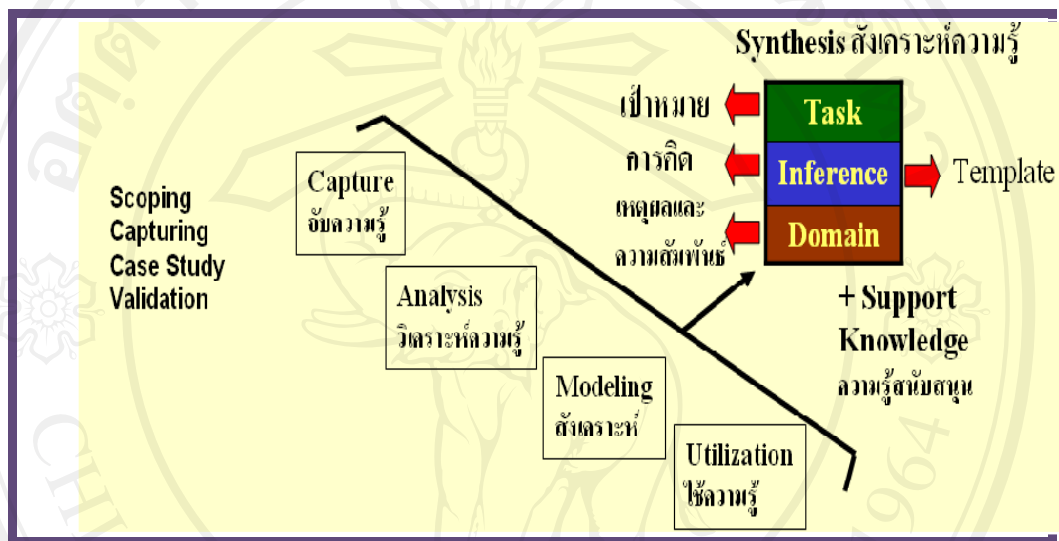 Synthesis สังเคราะห์ความรู้
เป้าหมาย
Task
การคิด
Inference
Template
เหตุผลและ
ความสัมพันธ์
Domain
+ Support
Knowledge
ความรู้สนับสนุน
Scoping
Capturing
Case Study
Validation
Capture
จับความรู้
Analysis
วิเคราะห์ความรู้
Modeling
สังเคราะห์
Utilization
ใช้ความรู้
1964